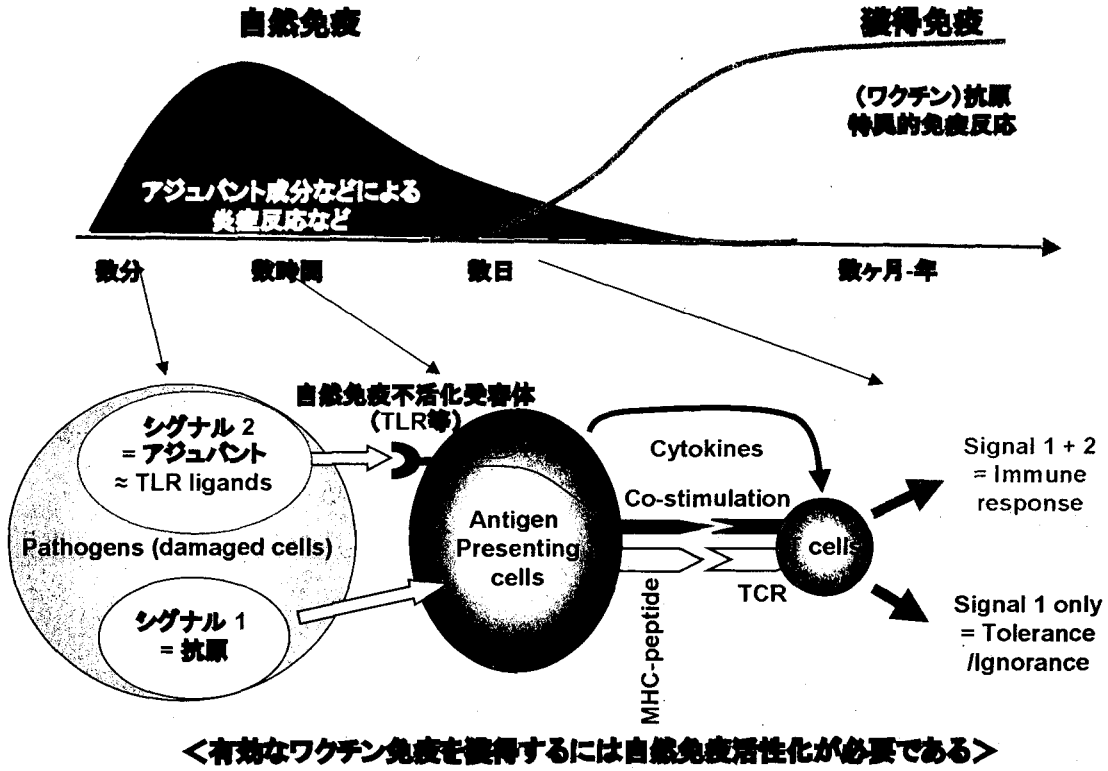 自然免疫
獲得免疫
(ワクチン)抗原
特異的免疫反応
アジュバント成分などによる
炎症反応など
数分
数時間
数日
数ヶ月-年
自然免疫不活化受容体
(TLR等)
シグナル 2
= アジュバント
≈ TLR ligands
Pathogens (damaged cells)
シグナル 1
= 抗原
Antigen
Presenting
cells
Cytokines
Co-stimulation
MHC-peptide
TCR
cells
Signal 1 + 2
= Immune
response
Signal 1 only
= Tolerance
/Ignorance
<有効なワクチン免疫を獲得するには自然免疫活性化が必要である>